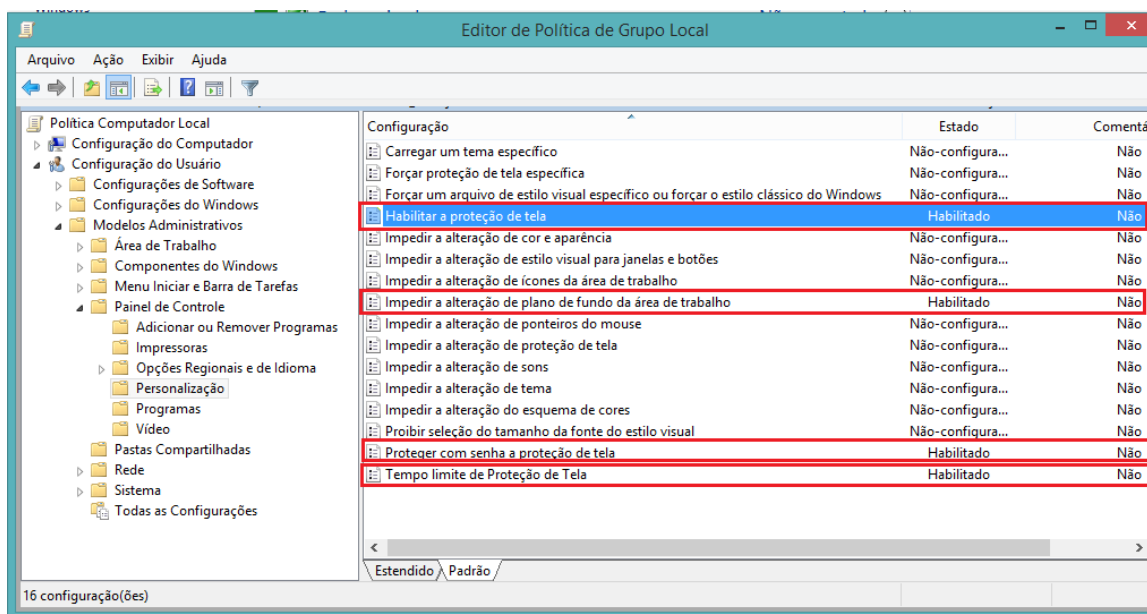 Editor de Política de Grupo Local
Arquivo Ação Exibir Ajuda
Política Computador Local
Configuração do Computador
Configuração do Usuário
Configurações de Software
Configurações do Windows
Modelos Administrativos
Área de Trabalho
Componentes do Windows
Menu Iniciar e Barra de Tarefas
Painel de Controle
Adicionar ou Remover Programas
Impressoras
Opções Regionais e de Idioma
Personalização
Programas
Vídeo
Pastas Compartilhadas
Rede
Sistema
Todas as Configurações
Configuração Estado Comentá
Carregar um tema específico Não-configura... Não
Forçar proteção de tela específica Não-configura... Não
Forçar um arquivo de estilo visual específico ou forçar o estilo clássico do Windows Não-configura... Não
Habilitar a proteção de tela Habilitado Não
Impedir a alteração de cor e aparência Não-configura... Não
Impedir a alteração de estilo visual para janelas e botões Não-configura... Não
Impedir a alteração de ícones da área de trabalho Não-configura... Não
Impedir a alteração de plano de fundo da área de trabalho Habilitado Não
Impedir a alteração de ponteiros do mouse Não-configura... Não
Impedir a alteração de proteção de tela Não-configura... Não
Impedir a alteração de sons Não-configura... Não
Impedir a alteração de tema Não-configura... Não
Impedir a alteração do esquema de cores Não-configura... Não
Proibir seleção do tamanho da fonte do estilo visual Não-configura... Não
Proteger com senha a proteção de tela Habilitado Não
Tempo limite de Proteção de Tela Habilitado Não
Estendido Padrão
16 configuração(ões)